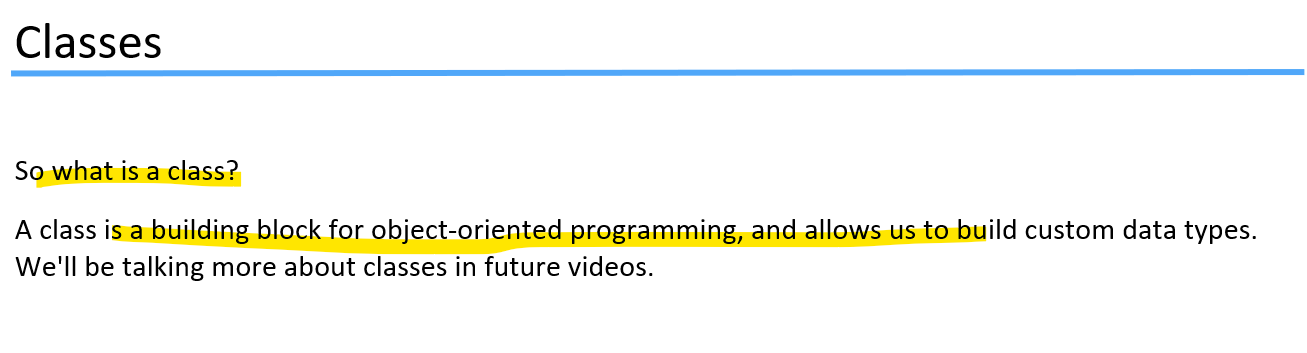 Classes
So what is a class?
A class is a building block for object-oriented programming, and allows us to build custom data types.
We'll be talking more about classes in future videos.